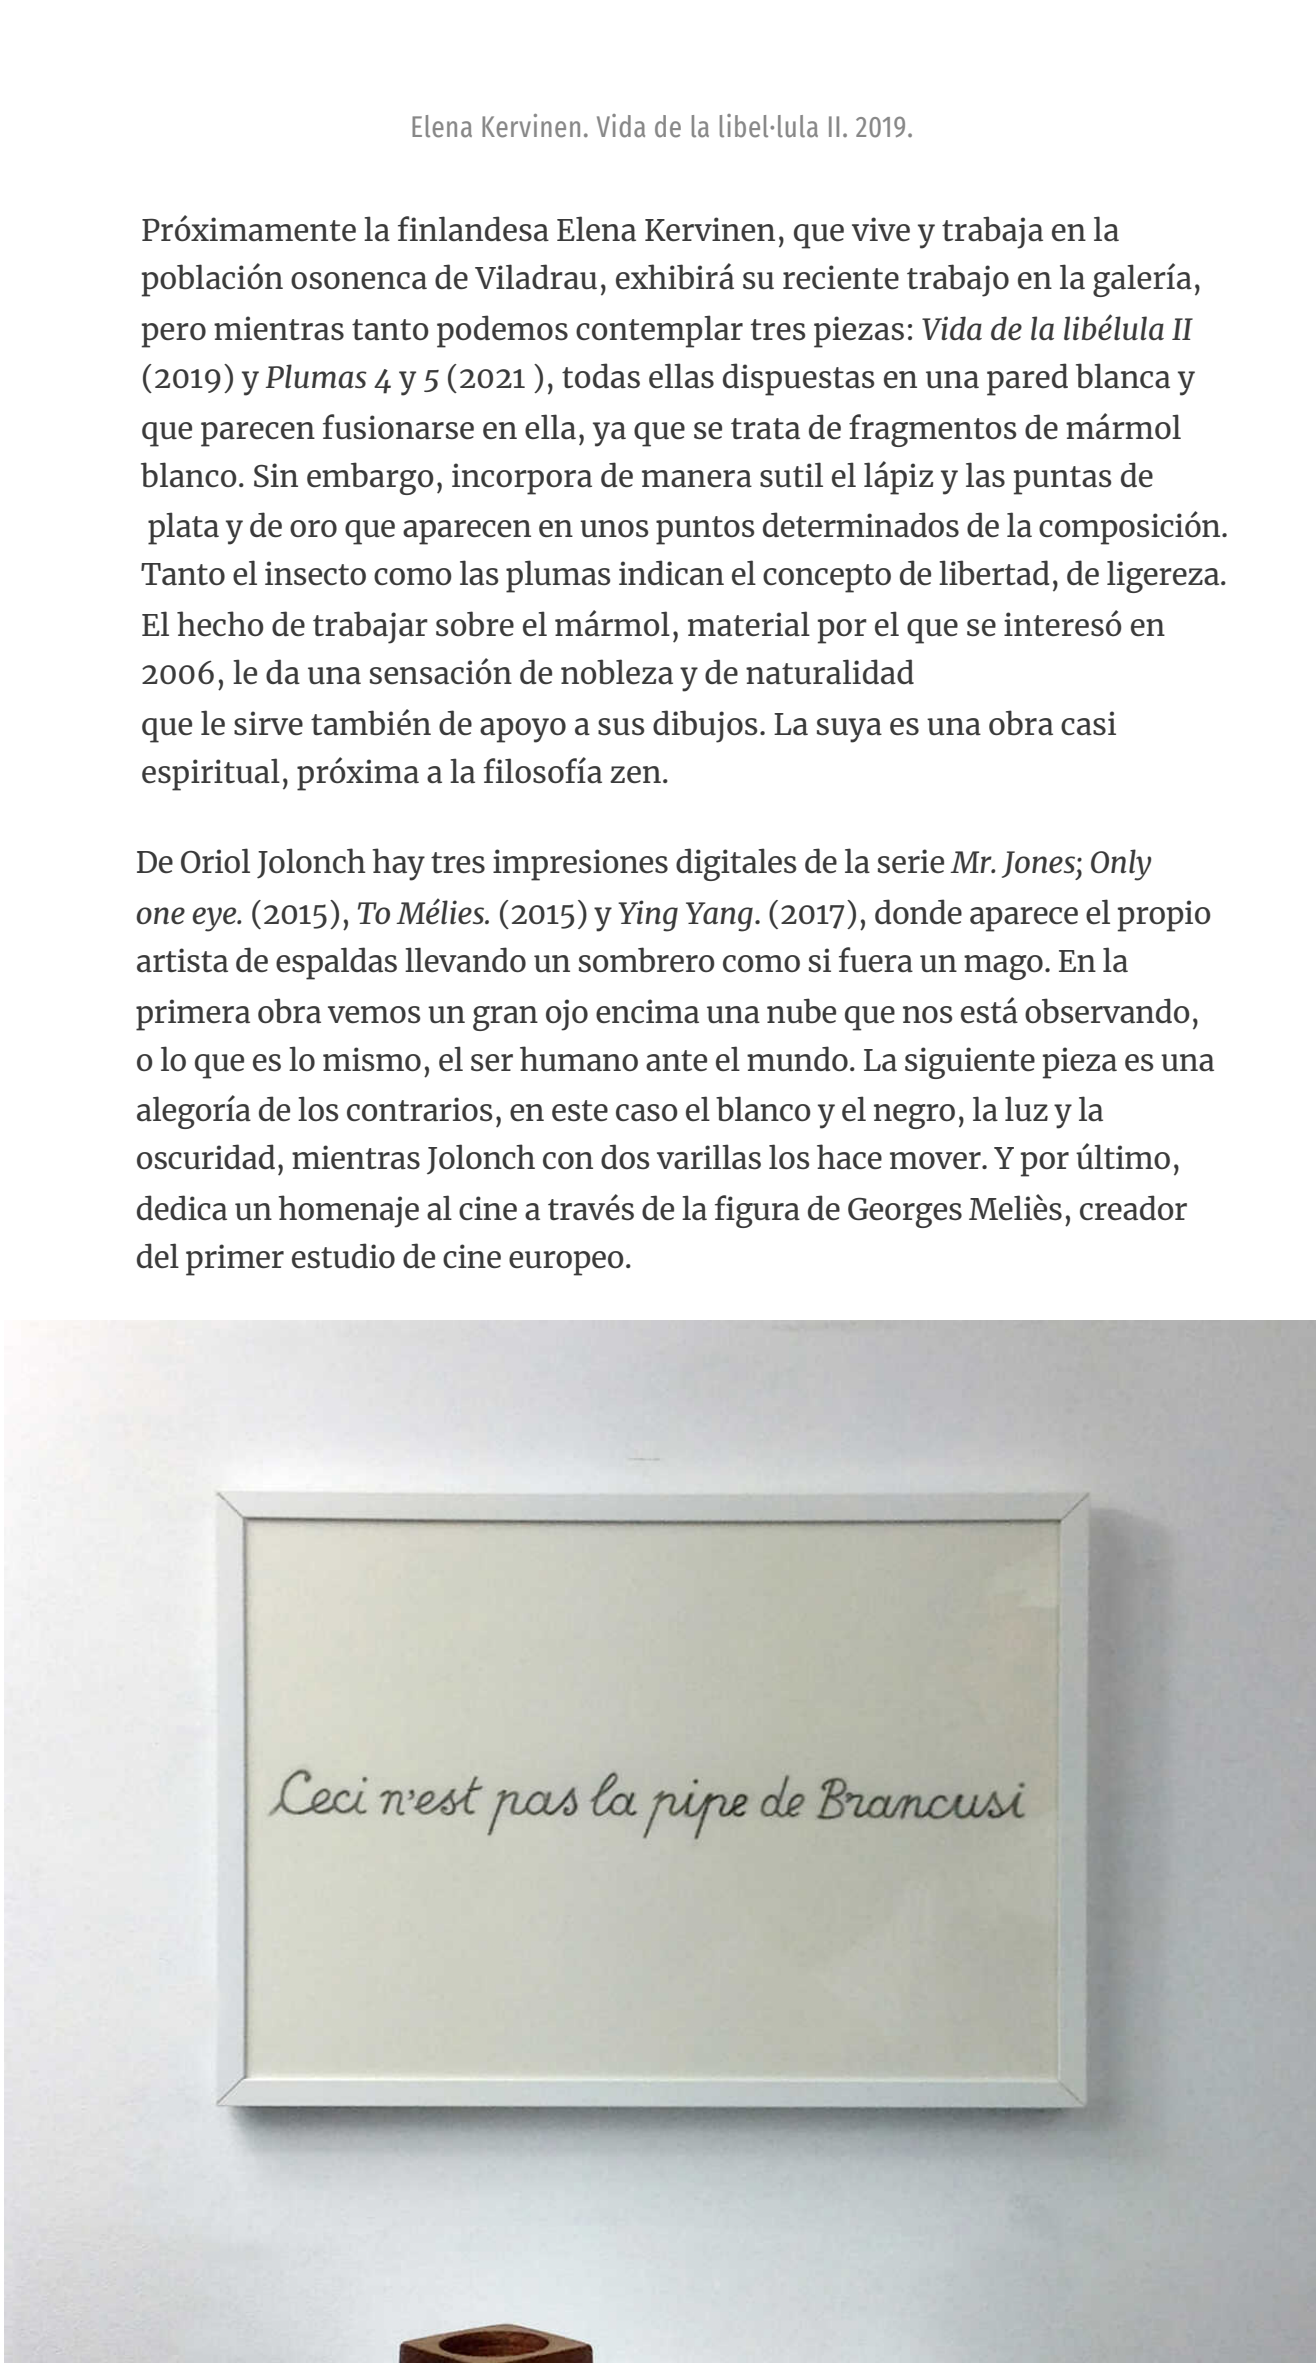 Elena Kervinen. Vida de la libel·lula II. 2019.
Próximamente la finlandesa Elena Kervinen, que vive y trabaja en la
población osonenca de Viladrau, exhibirá su reciente trabajo en la galería,
pero mientras tanto podemos contemplar tres piezas: Vida de la libélula II
(2019) y Plumas 4 y 5 (2021 ), todas ellas dispuestas en una pared blanca y
que parecen fusionarse en ella, ya que se trata de fragmentos de mármol
blanco. Sin embargo, incorpora de manera sutil el lápiz y las puntas de
plata y de oro que aparecen en unos puntos determinados de la composición.
Tanto el insecto como las plumas indican el concepto de libertad, de ligereza.
El hecho de trabajar sobre el mármol, material por el que se interesó en
2006, le da una sensación de nobleza y de naturalidad
que le sirve también de apoyo a sus dibujos. La suya es una obra casi
espiritual, próxima a la filosofía zen.
De Oriol Jolonch hay tres impresiones digitales de la serie Mr. Jones; Only
one eye. (2015), To Mélies. (2015) y Ying Yang. (2017), donde aparece el propio
artista de espaldas llevando un sombrero como si fuera un mago. En la
primera obra vemos un gran ojo encima una nube que nos está observando,
o lo que es lo mismo, el ser humano ante el mundo. La siguiente pieza es una
alegoría de los contrarios, en este caso el blanco y el negro, la luz y la
oscuridad, mientras Jolonch con dos varillas los hace mover. Y por último,
dedica un homenaje al cine a través de la figura de Georges Meliès, creador
del primer estudio de cine europeo.
Ceci n'est pas la pipe de Brancusi